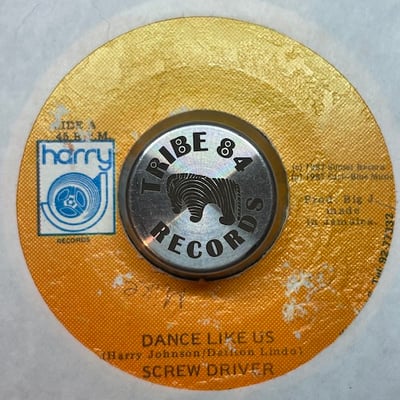 SIDE A
45 R.P.M.
harry
j
RECORDS
TRIBE 84
RECORDS
Prod. Big J.
made
in Jamaica.
DANCE LIKE US
(Harry Johnson/Dalton Lindo)
SCREW DRIVER